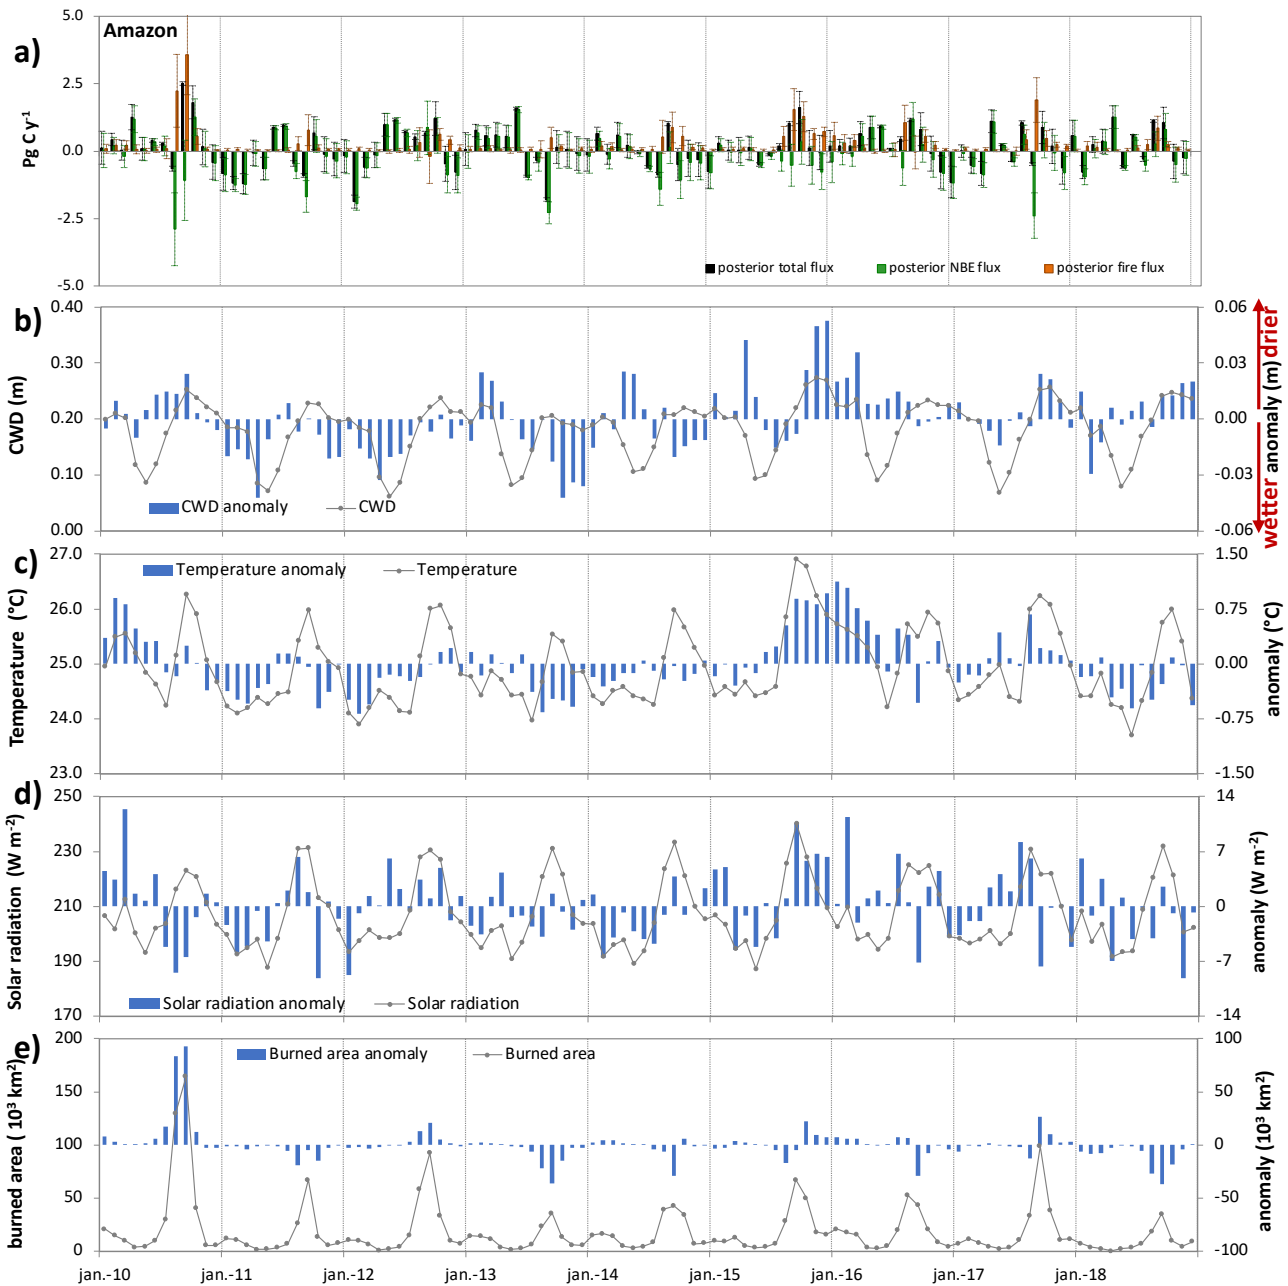 a)
Amazon
5.0
2.5
0.0
-2.5
-5.0
Pg C y-1
posterior total flux posterior NBE flux posterior fire flux
b)
0.40
0.30
0.20
0.10
0.00
CWD (m)
0.06
0.03
0.00
-0.03
-0.06
wetter anomaly (m) drier
CWD anomaly CWD
c)
27.0
26.0
25.0
24.0
23.0
Temperature (°C)
1.50
0.75
0.00
-0.75
-1.50
anomaly (°C)
Temperature anomaly Temperature
d)
250
230
210
190
170
Solar radiation (W m-2)
14
7
0
-7
-14
anomaly (W m-2)
Solar radiation anomaly Solar radiation
e)
200
150
100
50
0
burned area ( 10³ km²)
100
50
0
-50
-100
anomaly (10³ km²)
Burned area anomaly Burned area
jan.-10 jan.-11 jan.-12 jan.-13 jan.-14 jan.-15 jan.-16 jan.-17 jan.-18